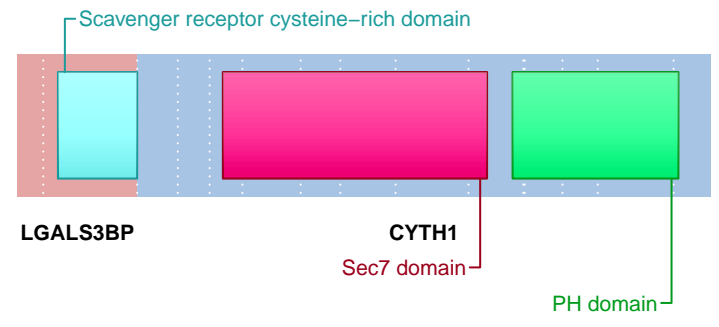 Scavenger receptor cysteine−rich domain
LGALS3BP CYTH1
Sec7 domain
PH domain